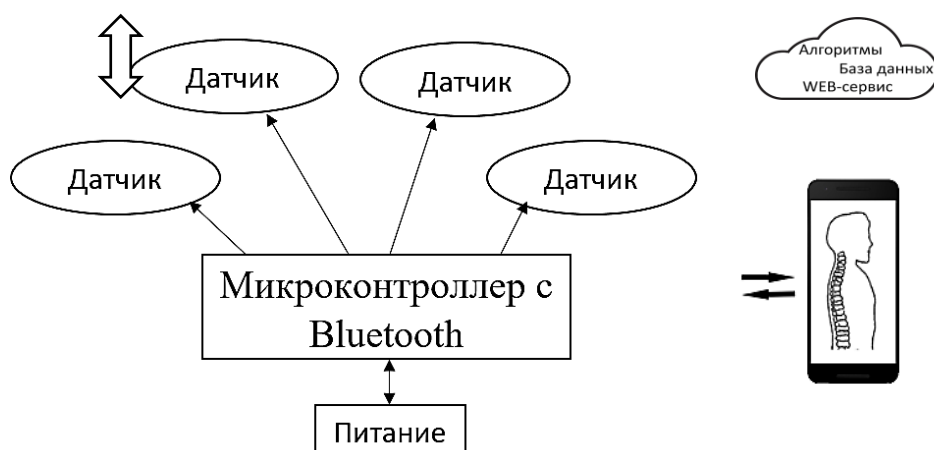 Датчик
Датчик
Датчик
Датчик
Микроконтроллер с
Bluetooth
Питание
Алгоритмы
База данных
WEB-сервис